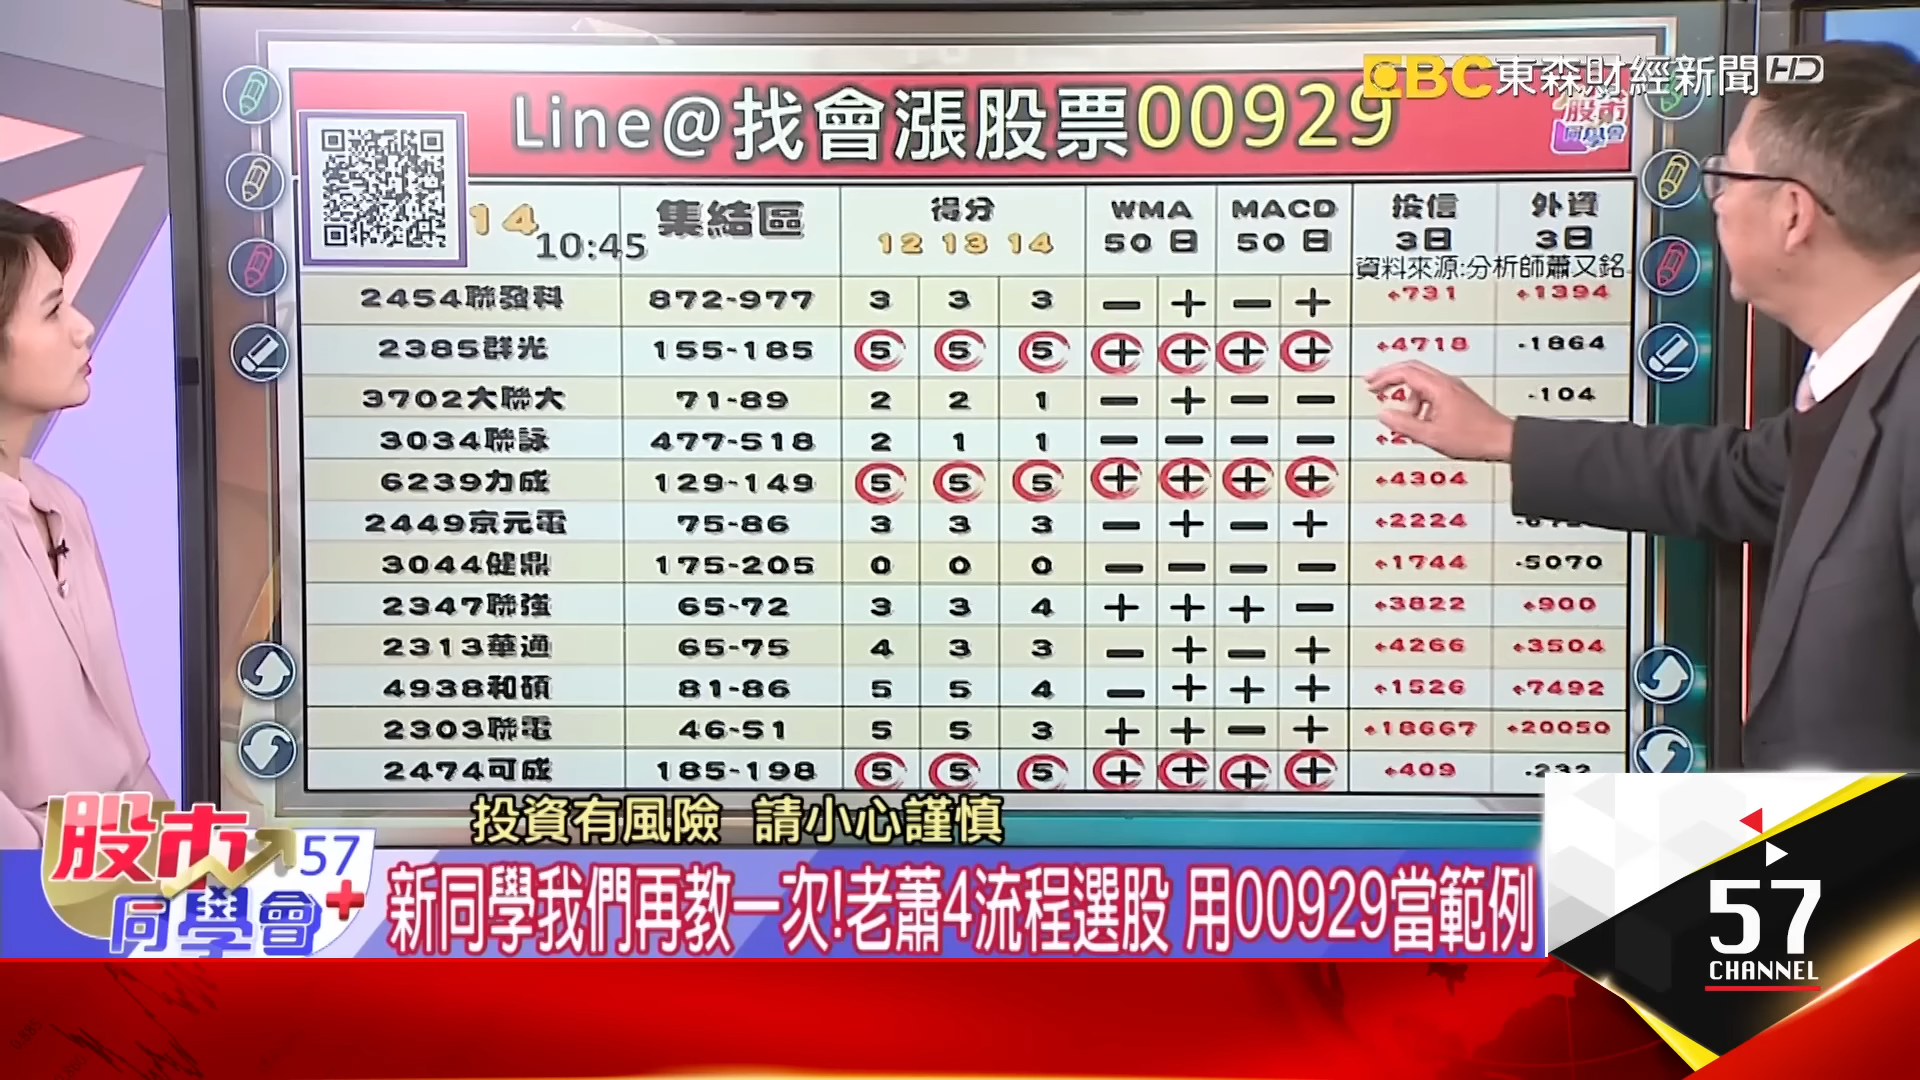 EBC 東森財經新聞 HD
Line@找會漲股票00929
股市
同學會
14
10:45
集結區
得分
12 13 14
WMA
50 日
MACD
50 日
投信
3日
外資
3日
資料來源:分析師蕭又銘
2454聯發科 872-977 3 3 3 − + − + +731 +1394
2385群光 155-185 5 5 5 + + + + +4718 -1864
3702大聯大 71-89 2 2 1 − + − − -104
3034聯詠 477-518 2 1 1 − − − −
6239力成 129-149 5 5 5 + + + + +4304
2449京元電 75-86 3 3 3 − + − + +2224
3044健鼎 175-205 0 0 0 − − − − +1744 -5070
2347聯強 65-72 3 3 4 + + + − +3822 +900
2313華通 65-75 4 3 3 − + − + +4266 +3504
4938和碩 81-86 5 5 4 − + + + +1526 +7492
2303聯電 46-51 5 5 3 + + − + +18667 +20050
2474可成 185-198 5 5 5 + + + + +409 -232
投資有風險 請小心謹慎
股市 57
同學會+
新同學我們再教一次!老蕭4流程選股 用00929當範例
57
CHANNEL